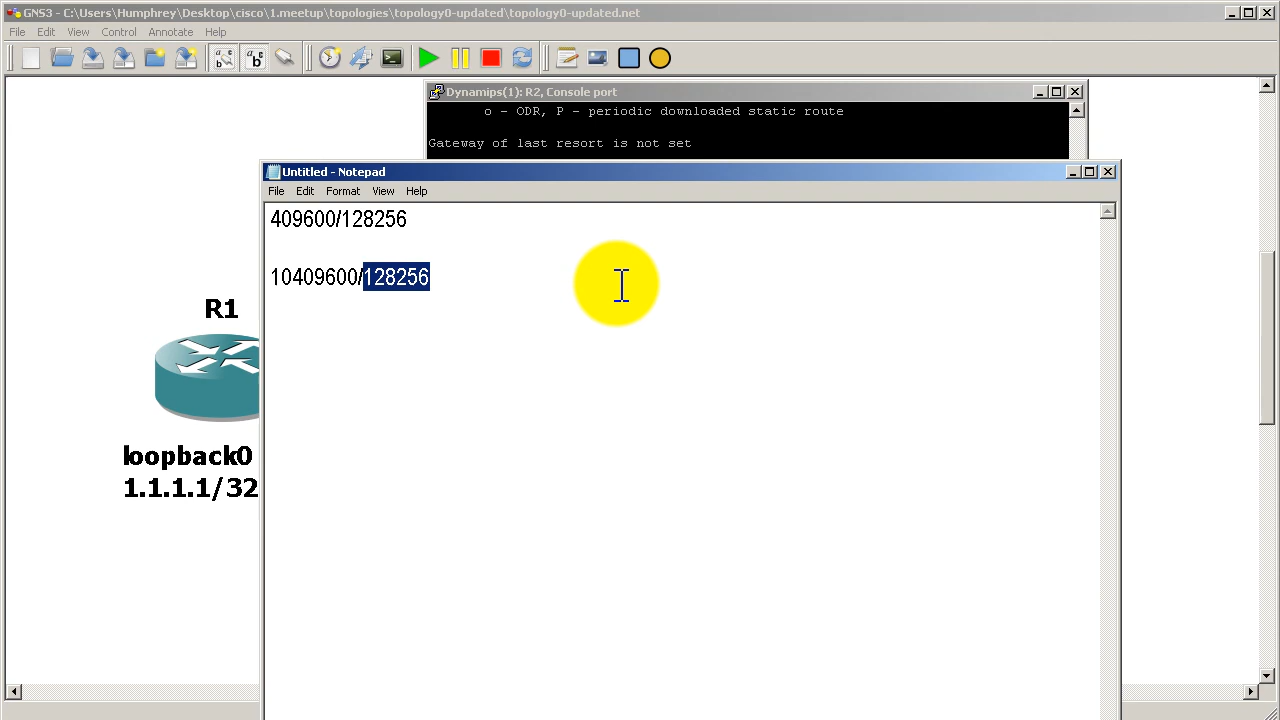 GNS3 - C:\Users\Humphrey\Desktop\cisco\1.meetup\topologies\topology0-updated\topology0-updated.net
File Edit View Control Annotate Help
Dynamips(1): R2, Console port
o - ODR, P - periodic downloaded static route
Gateway of last resort is not set
Untitled - Notepad
File Edit Format View Help
409600/128256
10409600/128256
R1
loopback0
1.1.1.1/32